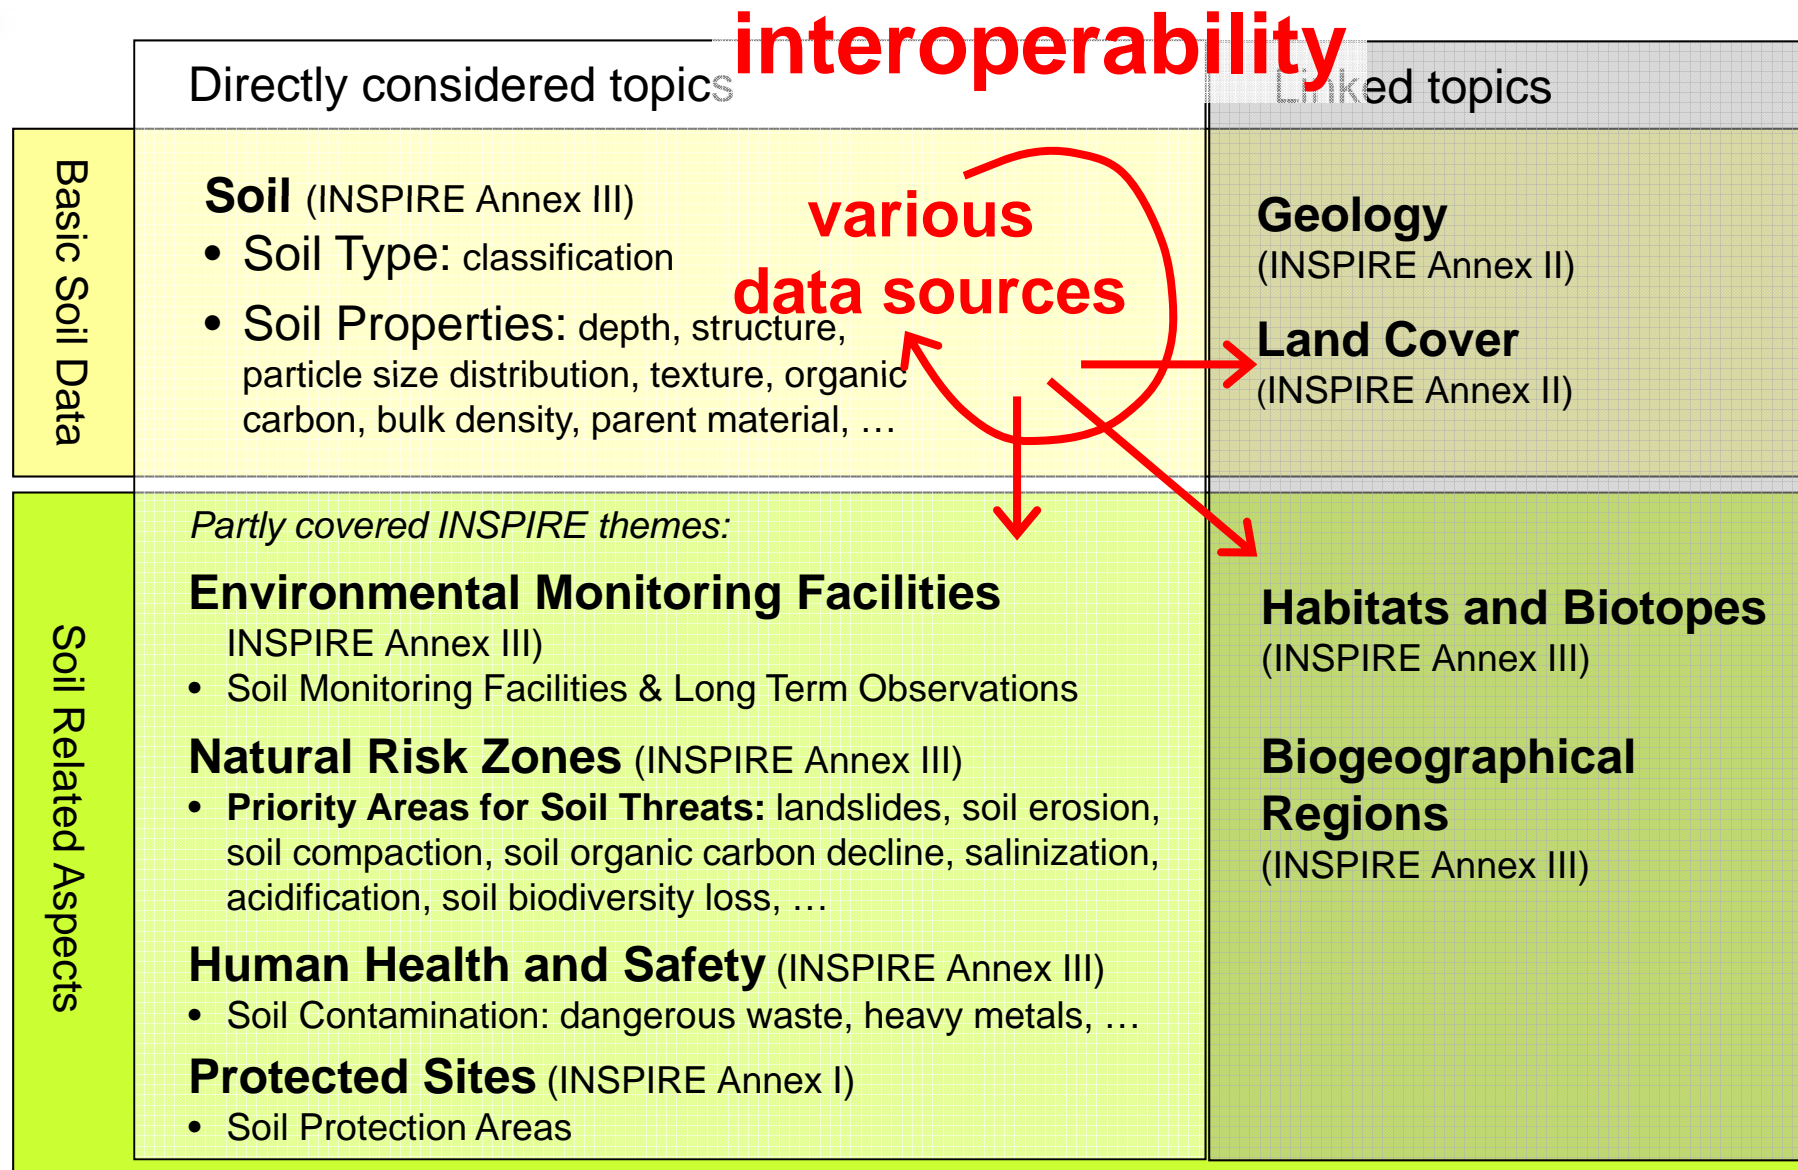 interoperability
Directly considered topics
Linked topics
Basic Soil Data
Soil (INSPIRE Annex III)
• Soil Type: classification
• Soil Properties: depth, structure,
particle size distribution, texture, organic
carbon, bulk density, parent material, …
various
data sources
Geology
(INSPIRE Annex II)
Land Cover
(INSPIRE Annex II)
Soil Related Aspects
Partly covered INSPIRE themes:
Environmental Monitoring Facilities
INSPIRE Annex III)
• Soil Monitoring Facilities & Long Term Observations
Natural Risk Zones (INSPIRE Annex III)
• Priority Areas for Soil Threats: landslides, soil erosion,
soil compaction, soil organic carbon decline, salinization,
acidification, soil biodiversity loss, …
Human Health and Safety (INSPIRE Annex III)
• Soil Contamination: dangerous waste, heavy metals, …
Protected Sites (INSPIRE Annex I)
• Soil Protection Areas
Habitats and Biotopes
(INSPIRE Annex III)
Biogeographical
Regions
(INSPIRE Annex III)